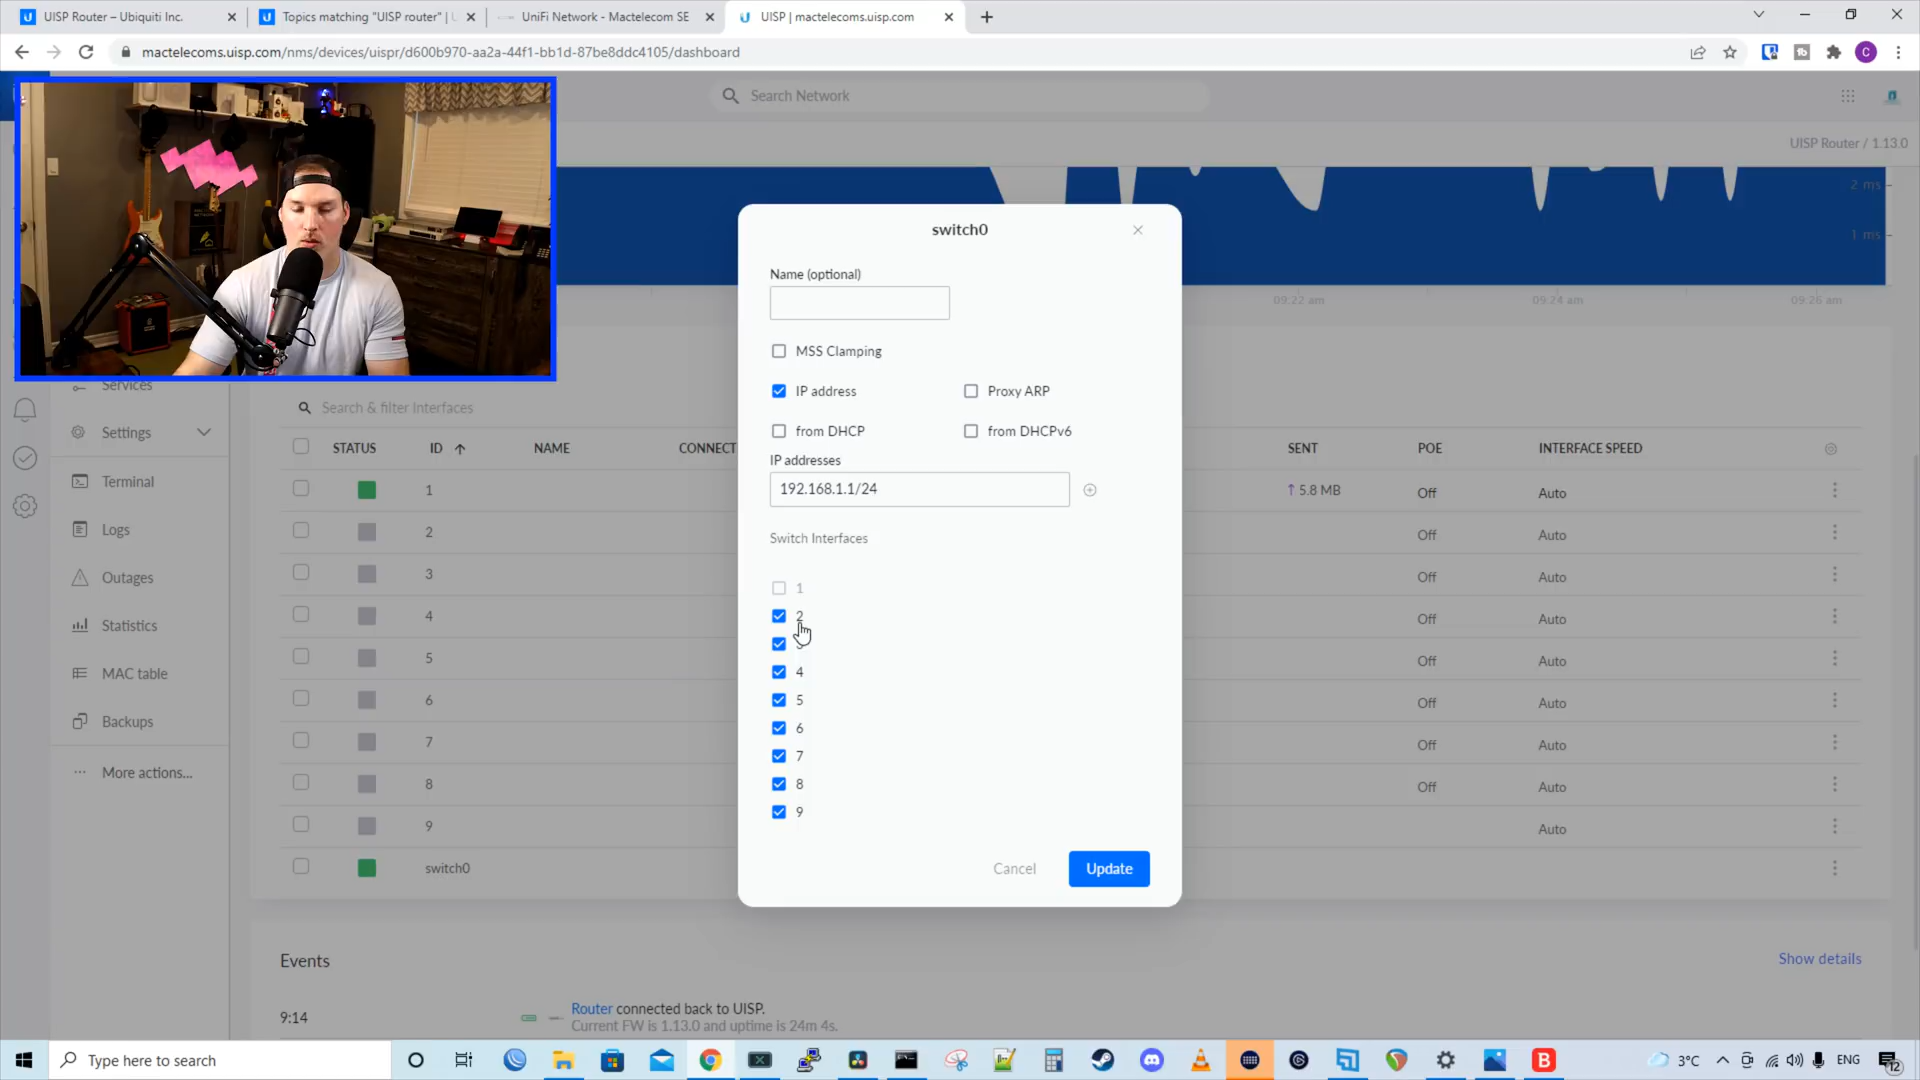 UISP Router – Ubiquiti Inc.
Topics matching "UISP router" | U
UniFi Network - Mactelecom SE
UISP | mactelecoms.uisp.com
mactelecoms.uisp.com/nms/devices/uispr/d600b970-aa2a-44f1-bb1d-87be8ddc4105/dashboard
C
Search Network
UISP Router / 1.13.0
2 ms
1 ms
09:22 am
09:24 am
09:26 am
switch0
Name (optional)
MSS Clamping
IP address
Proxy ARP
from DHCP
from DHCPv6
IP addresses
192.168.1.1/24
Switch Interfaces
1
2
4
5
6
7
8
9
Cancel
Update
Services
Settings
Terminal
Logs
Outages
Statistics
MAC table
Backups
More actions...
Search & filter Interfaces
STATUS ID NAME CONNECT SENT POE INTERFACE SPEED
1 5.8 MB Off Auto
2 Off Auto
3 Off Auto
4 Off Auto
5 Off Auto
6 Off Auto
7 Off Auto
8 Off Auto
9 Auto
switch0
Events
Show details
9:14
Router connected back to UISP.
Current FW is 1.13.0 and uptime is 24m 4s.
Type here to search
B
3°C
ENG
12